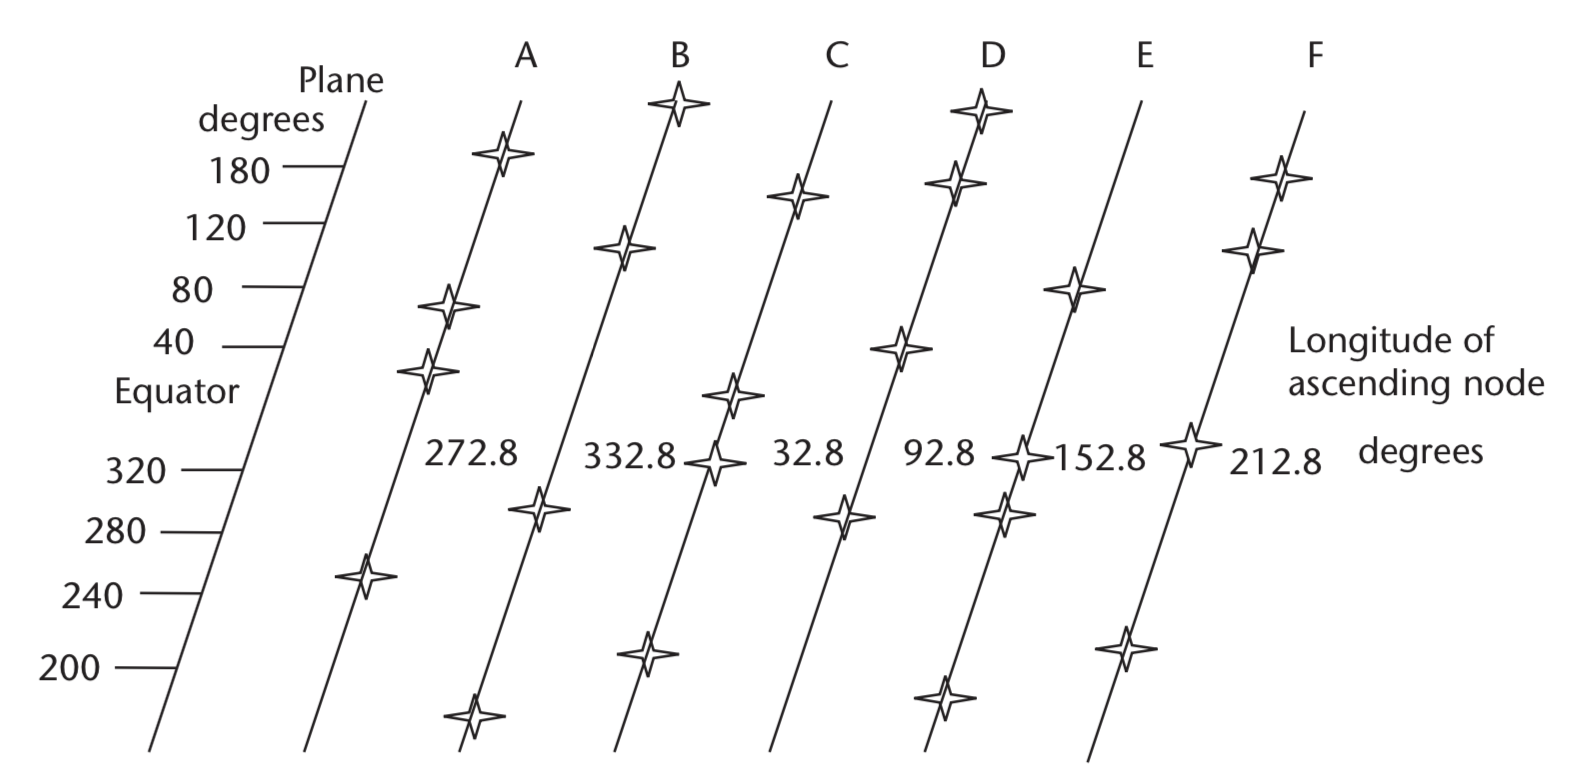 A B C D E F
Plane
degrees
180
120
80
40
Equator
320
280
240
200
272.8 332.8 32.8 92.8 152.8 212.8
Longitude of
ascending node
degrees